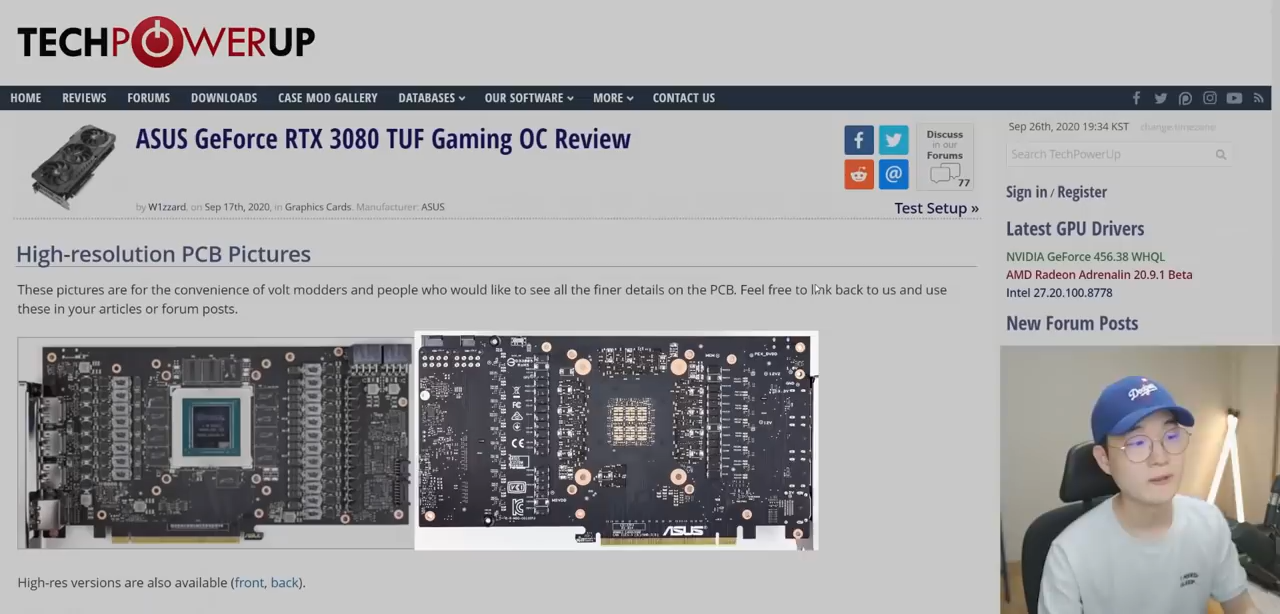 TECHPOWERUP
HOME REVIEWS FORUMS DOWNLOADS CASE MOD GALLERY DATABASES OUR SOFTWARE MORE CONTACT US
ASUS GeForce RTX 3080 TUF Gaming OC Review
Discuss
in our
Forums
77
by W1zzard, on Sep 17th, 2020, in Graphics Cards. Manufacturer: ASUS
Test Setup »
High-resolution PCB Pictures
These pictures are for the convenience of volt modders and people who would like to see all the finer details on the PCB. Feel free to link back to us and use
these in your articles or forum posts.
ASUS
High-res versions are also available (front, back).
Sep 26th, 2020 19:34 KST change timezone
Search TechPowerUp
Sign in / Register
Latest GPU Drivers
NVIDIA GeForce 456.38 WHQL
AMD Radeon Adrenalin 20.9.1 Beta
Intel 27.20.100.8778
New Forum Posts
Dodgers